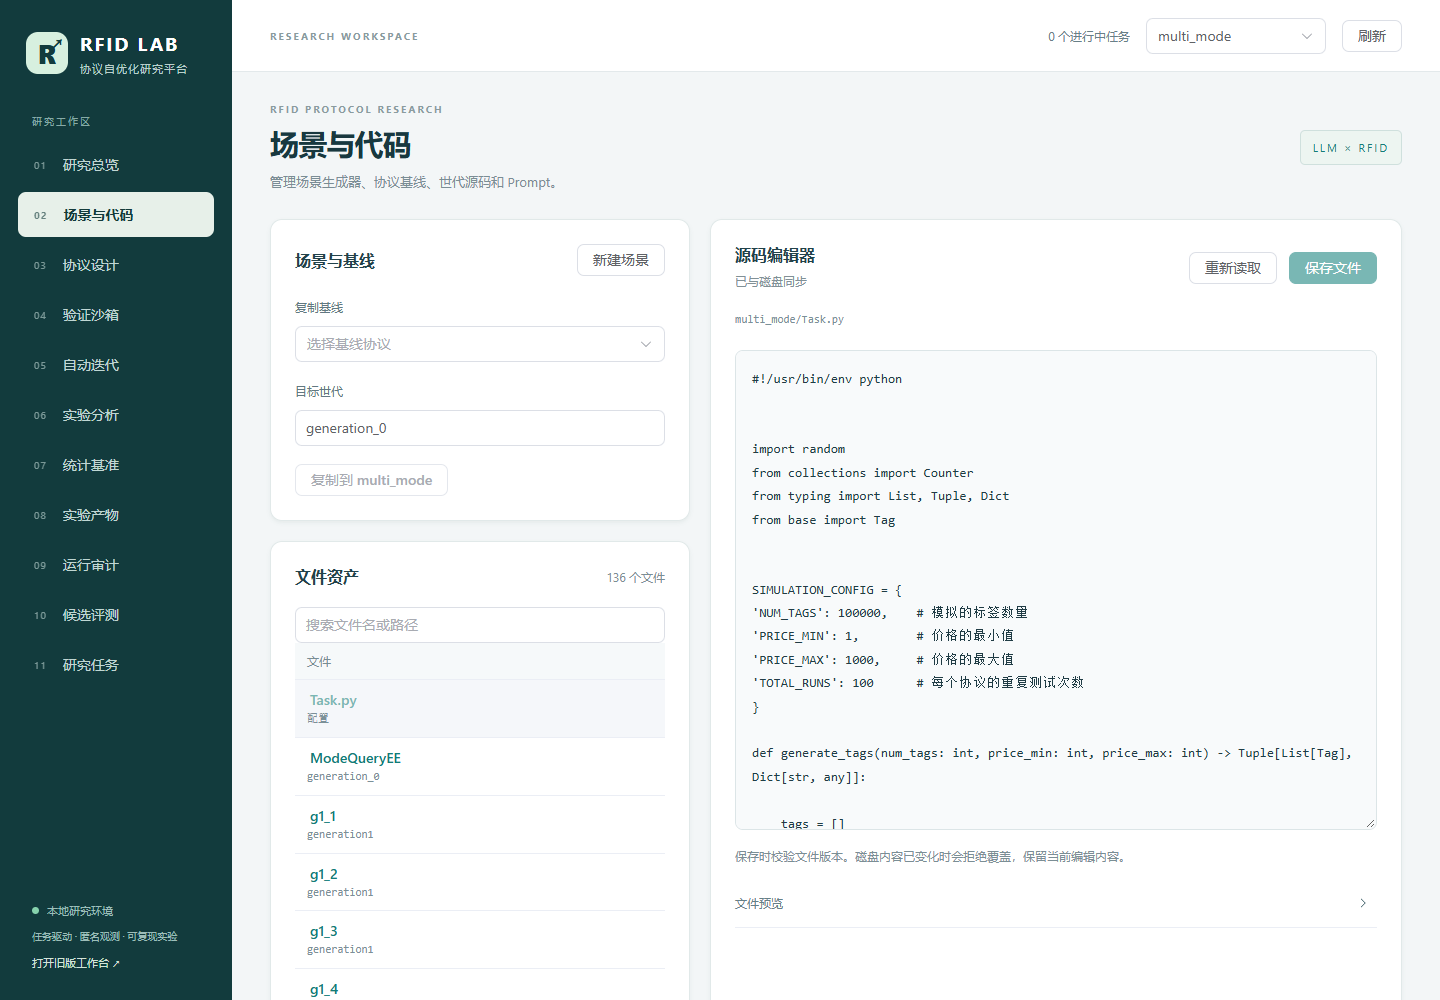 RFID LAB
协议自优化研究平台
研究工作区
01 研究总览
02 场景与代码
03 协议设计
04 验证沙箱
05 自动迭代
06 实验分析
07 统计基准
08 实验产物
09 运行审计
10 候选评测
11 研究任务
本地研究环境
任务驱动 · 匿名观测 · 可复现实验
打开旧版工作台 ↗
RESEARCH WORKSPACE
0 个进行中任务
multi_mode
刷新
RFID PROTOCOL RESEARCH
场景与代码
管理场景生成器、协议基线、世代源码和 Prompt。
LLM × RFID
场景与基线
新建场景
复制基线
选择基线协议
目标世代
generation_0
复制到 multi_mode
文件资产
136 个文件
搜索文件名或路径
文件
Task.py
配置
ModeQueryEE
generation_0
g1_1
generation1
g1_2
generation1
g1_3
generation1
g1_4
源码编辑器
已与磁盘同步
重新读取
保存文件
multi_mode/Task.py
#!/usr/bin/env python
import random
from collections import Counter
from typing import List, Tuple, Dict
from base import Tag
SIMULATION_CONFIG = {
'NUM_TAGS': 100000,    # 模拟的标签数量
'PRICE_MIN': 1,        # 价格的最小值
'PRICE_MAX': 1000,     # 价格的最大值
'TOTAL_RUNS': 100      # 每个协议的重复测试次数
}
def generate_tags(num_tags: int, price_min: int, price_max: int) -> Tuple[List[Tag],
Dict[str, any]]:
tags = []
保存时校验文件版本。磁盘内容已变化时会拒绝覆盖，保留当前编辑内容。
文件预览